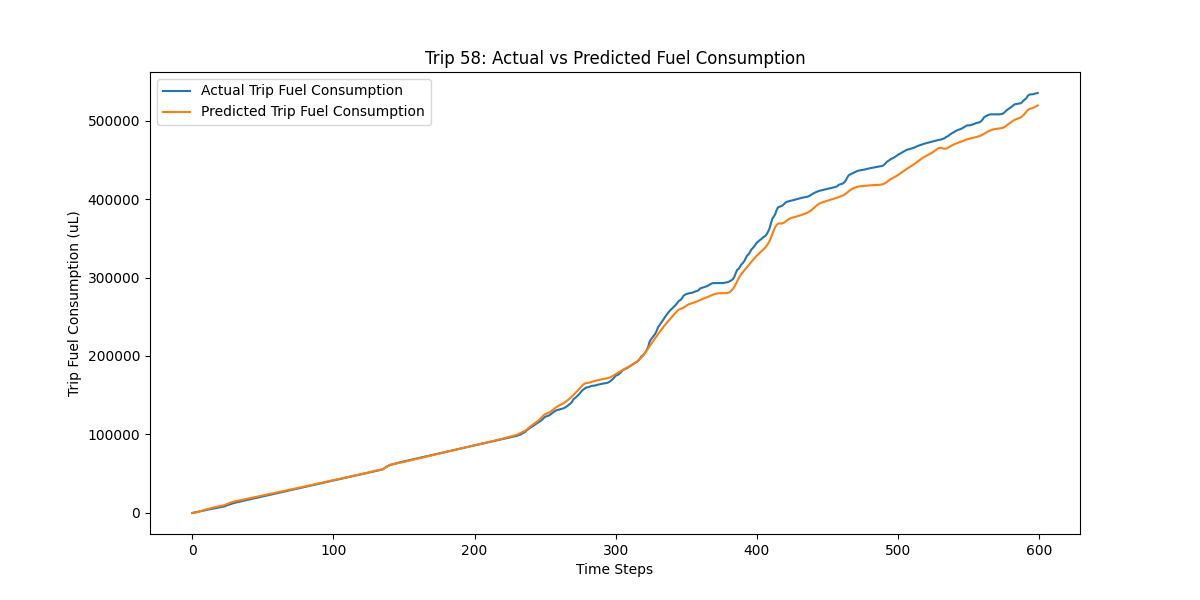 Trip 58: Actual vs Predicted Fuel Consumption
Actual Trip Fuel Consumption
Predicted Trip Fuel Consumption
Trip Fuel Consumption (uL)
500000
400000
300000
200000
100000
0
0 100 200 300 400 500 600
Time Steps